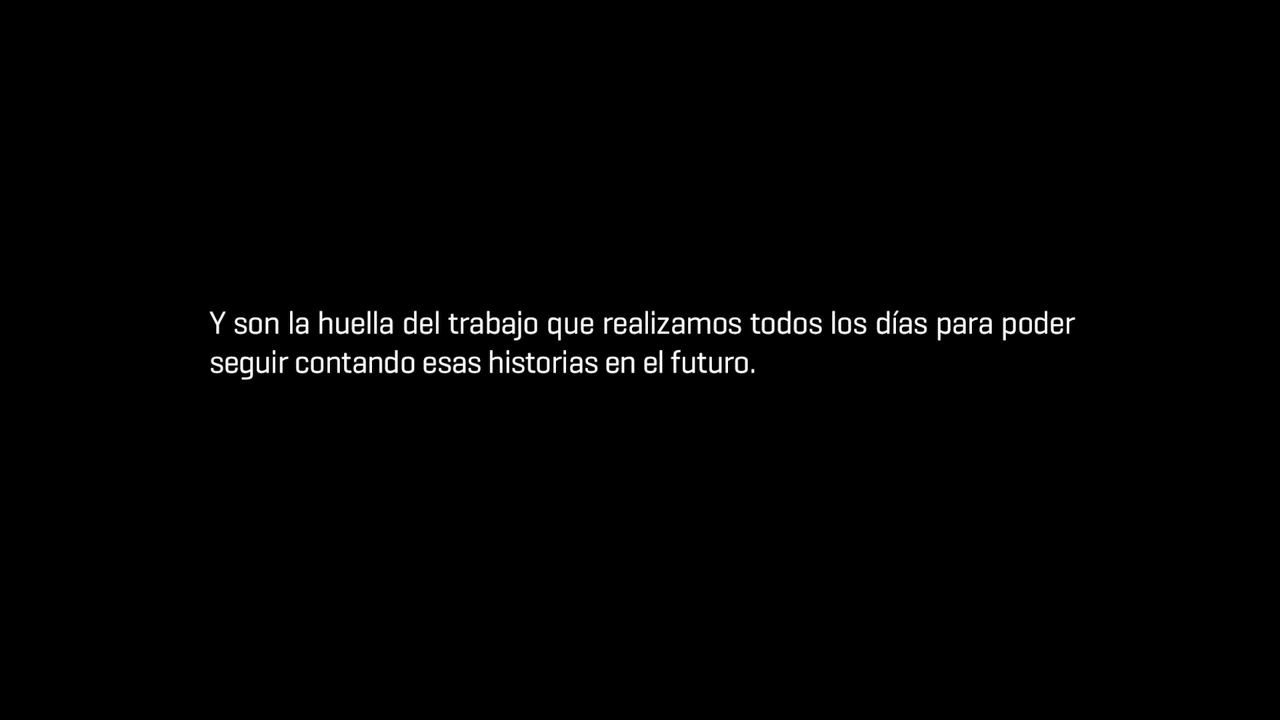 Y son la huella del trabajo que realizamos todos los días para poder
seguir contando esas historias en el futuro.